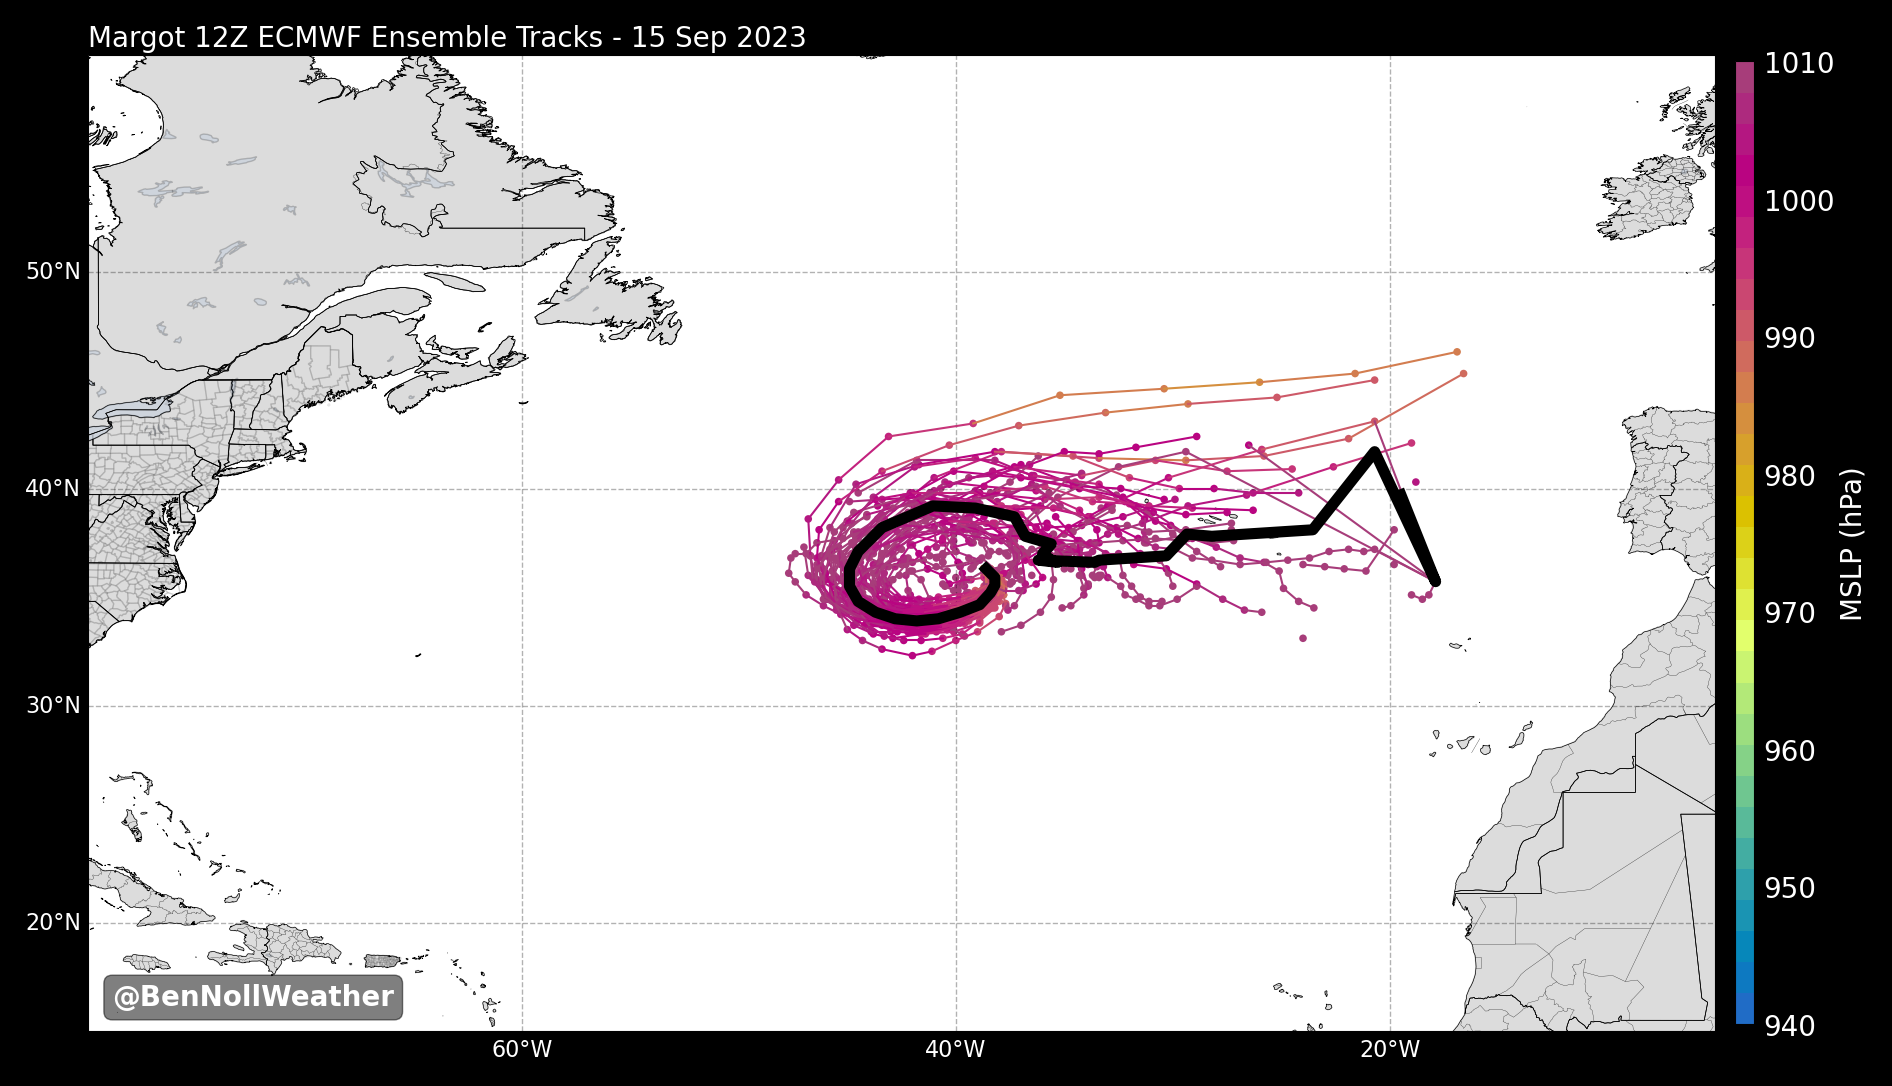 Margot 12Z ECMWF Ensemble Tracks - 15 Sep 2023
1010
1000
990
980
970
960
950
940
MSLP (hPa)
50°N
40°N
30°N
20°N
60°W
40°W
20°W
@BenNollWeather